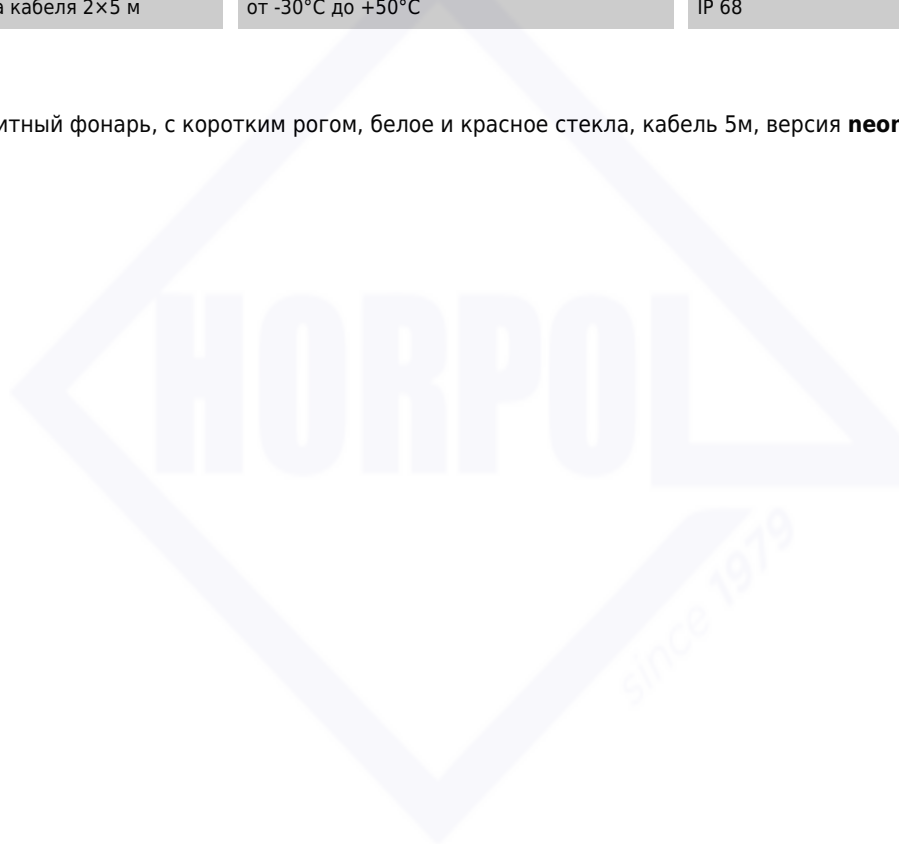 а кабеля 2×5 м
от -30°C до +50°C
IP 68
итный фонарь, с коротким рогом, белое и красное стекла, кабель 5м, версия neon
HORPOL
since 1979